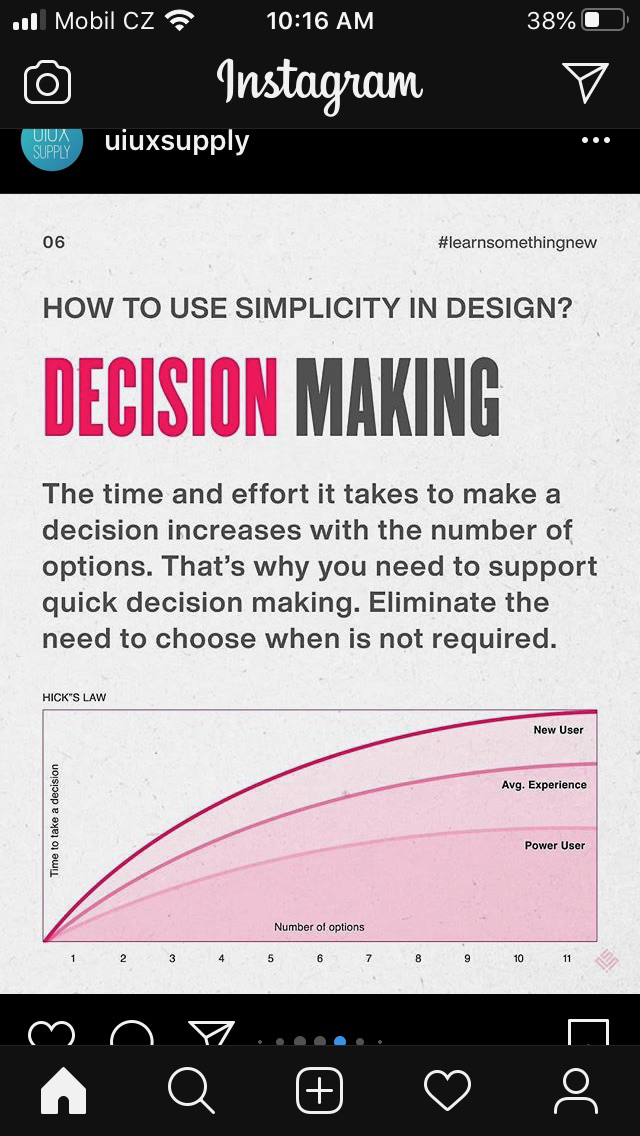 Mobil CZ 10:16 AM 38%
Instagram
UIUX
SUPPLY
uiuxsupply
06 #learnsomethingnew
HOW TO USE SIMPLICITY IN DESIGN?
DECISION MAKING
The time and effort it takes to make a
decision increases with the number of
options. That's why you need to support
quick decision making. Eliminate the
need to choose when is not required.
HICK"S LAW
New User
Avg. Experience
Power User
Time to take a decision
Number of options
1 2 3 4 5 6 7 8 9 10 11